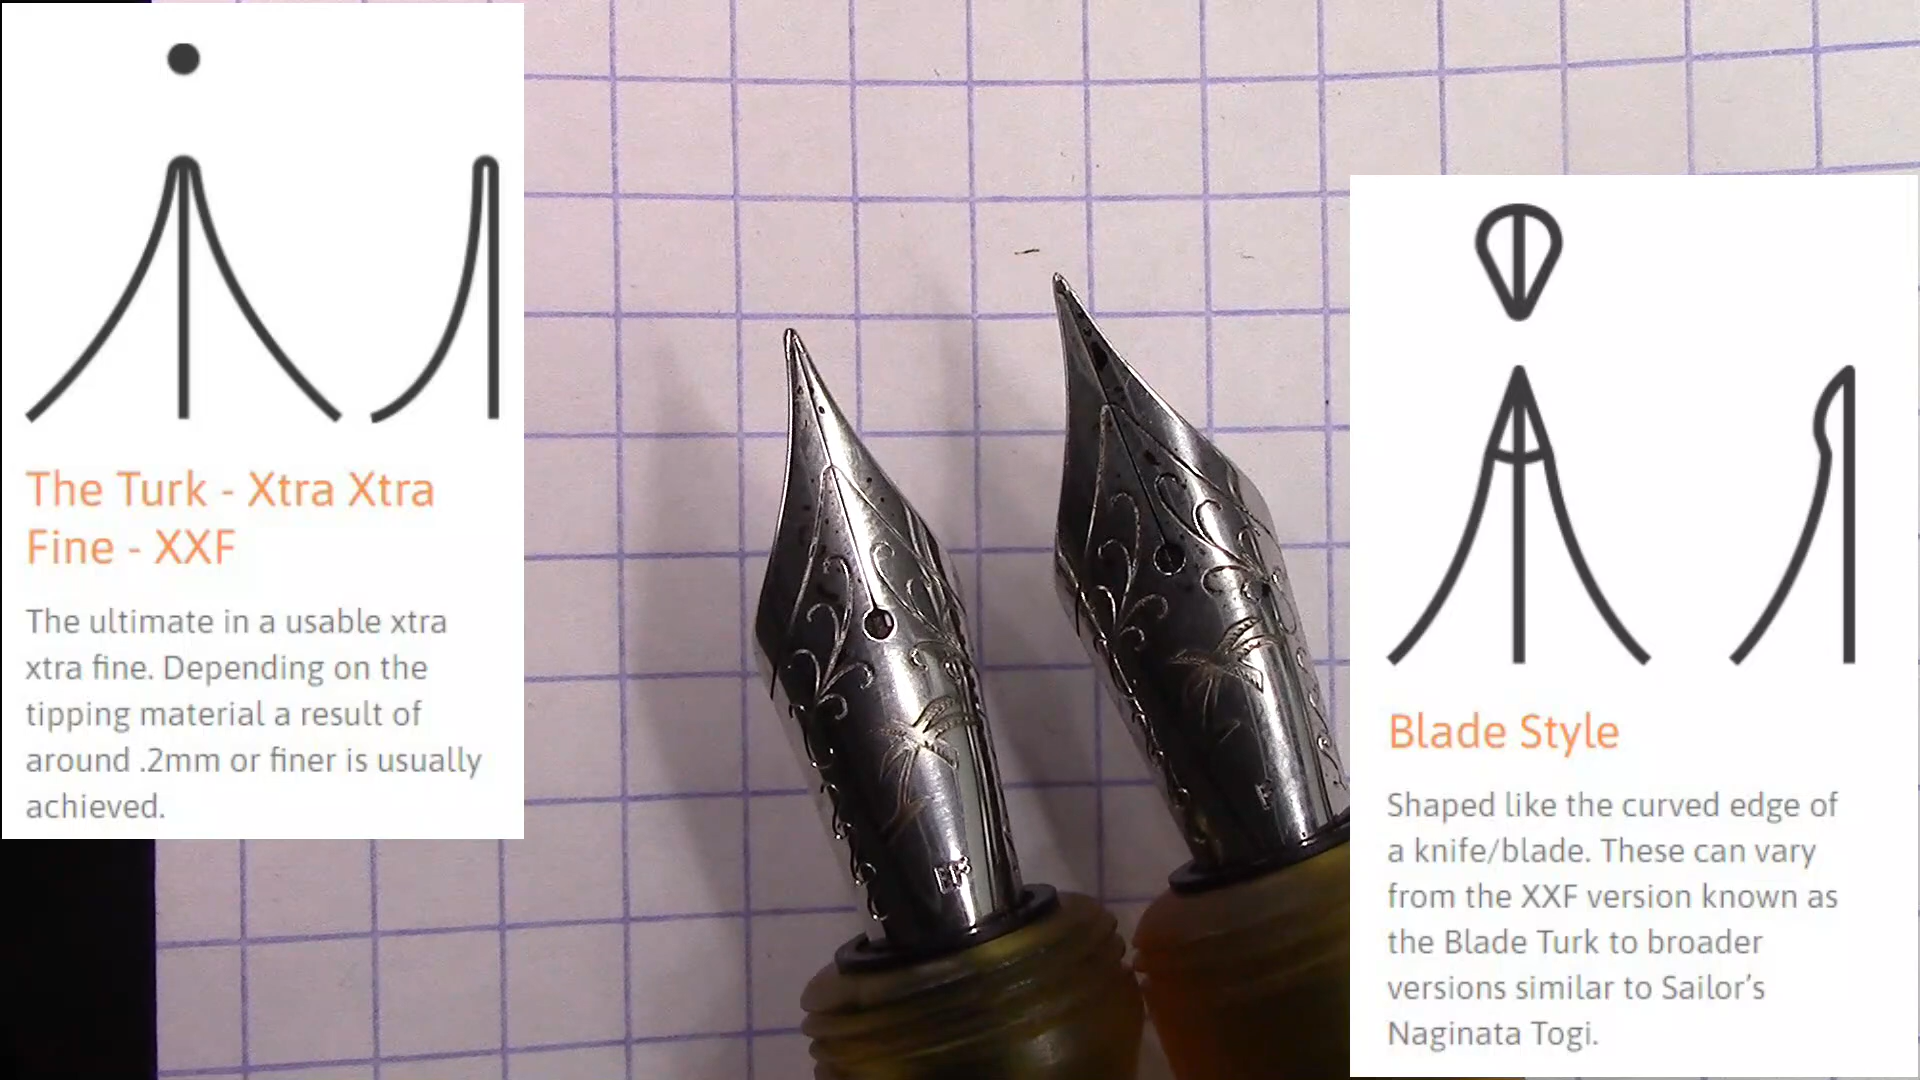 The Turk - Xtra Xtra
Fine - XXF
The ultimate in a usable xtra
xtra fine. Depending on the
tipping material a result of
around .2mm or finer is usually
achieved.
Blade Style
Shaped like the curved edge of
a knife/blade. These can vary
from the XXF version known as
the Blade Turk to broader
versions similar to Sailor’s
Naginata Togi.
EF
F